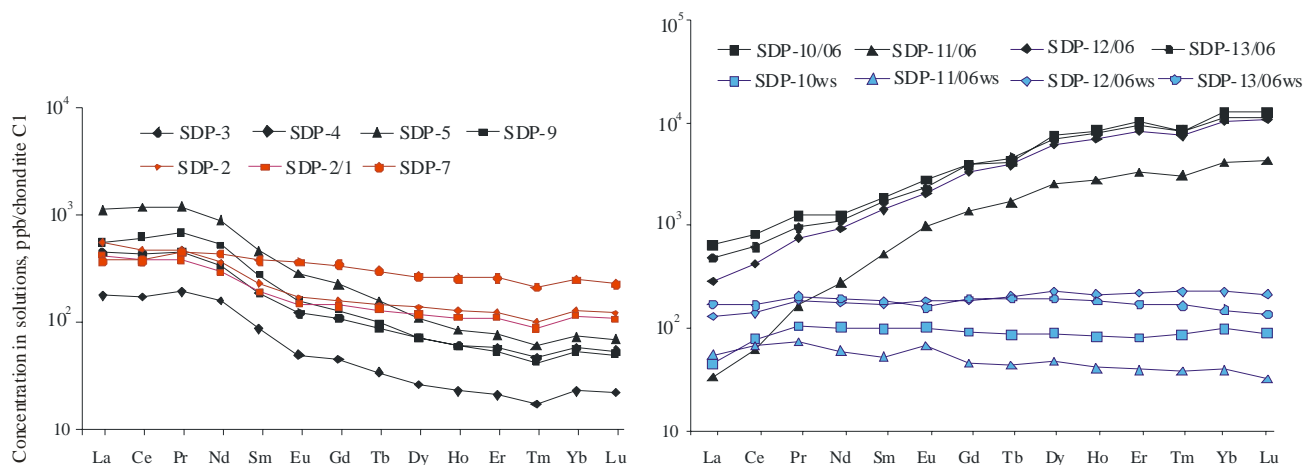 Concentration in solutions, ppb/chondrite C1
10⁴
10³
10²
10
SDP-3 SDP-4 SDP-5 SDP-9
SDP-2 SDP-2/1 SDP-7
La Ce Pr Nd Sm Eu Gd Tb Dy Ho Er Tm Yb Lu
10⁵
10⁴
10³
10²
10
SDP-10/06 SDP-11/06 SDP-12/06 SDP-13/06
SDP-10ws SDP-11/06ws SDP-12/06ws SDP-13/06ws
La Ce Pr Nd Sm Eu Gd Tb Dy Ho Er Tm Yb Lu